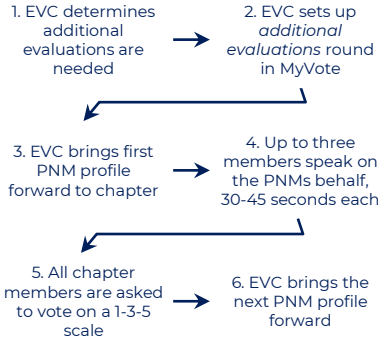 1. EVC determines
additional
evaluations are
needed
2. EVC sets up
additional
evaluations round
in MyVote
3. EVC brings first
PNM profile
forward to chapter
4. Up to three
members speak on
the PNMs behalf,
30-45 seconds each
5. All chapter
members are asked
to vote on a 1-3-5
scale
6. EVC brings the
next PNM profile
forward